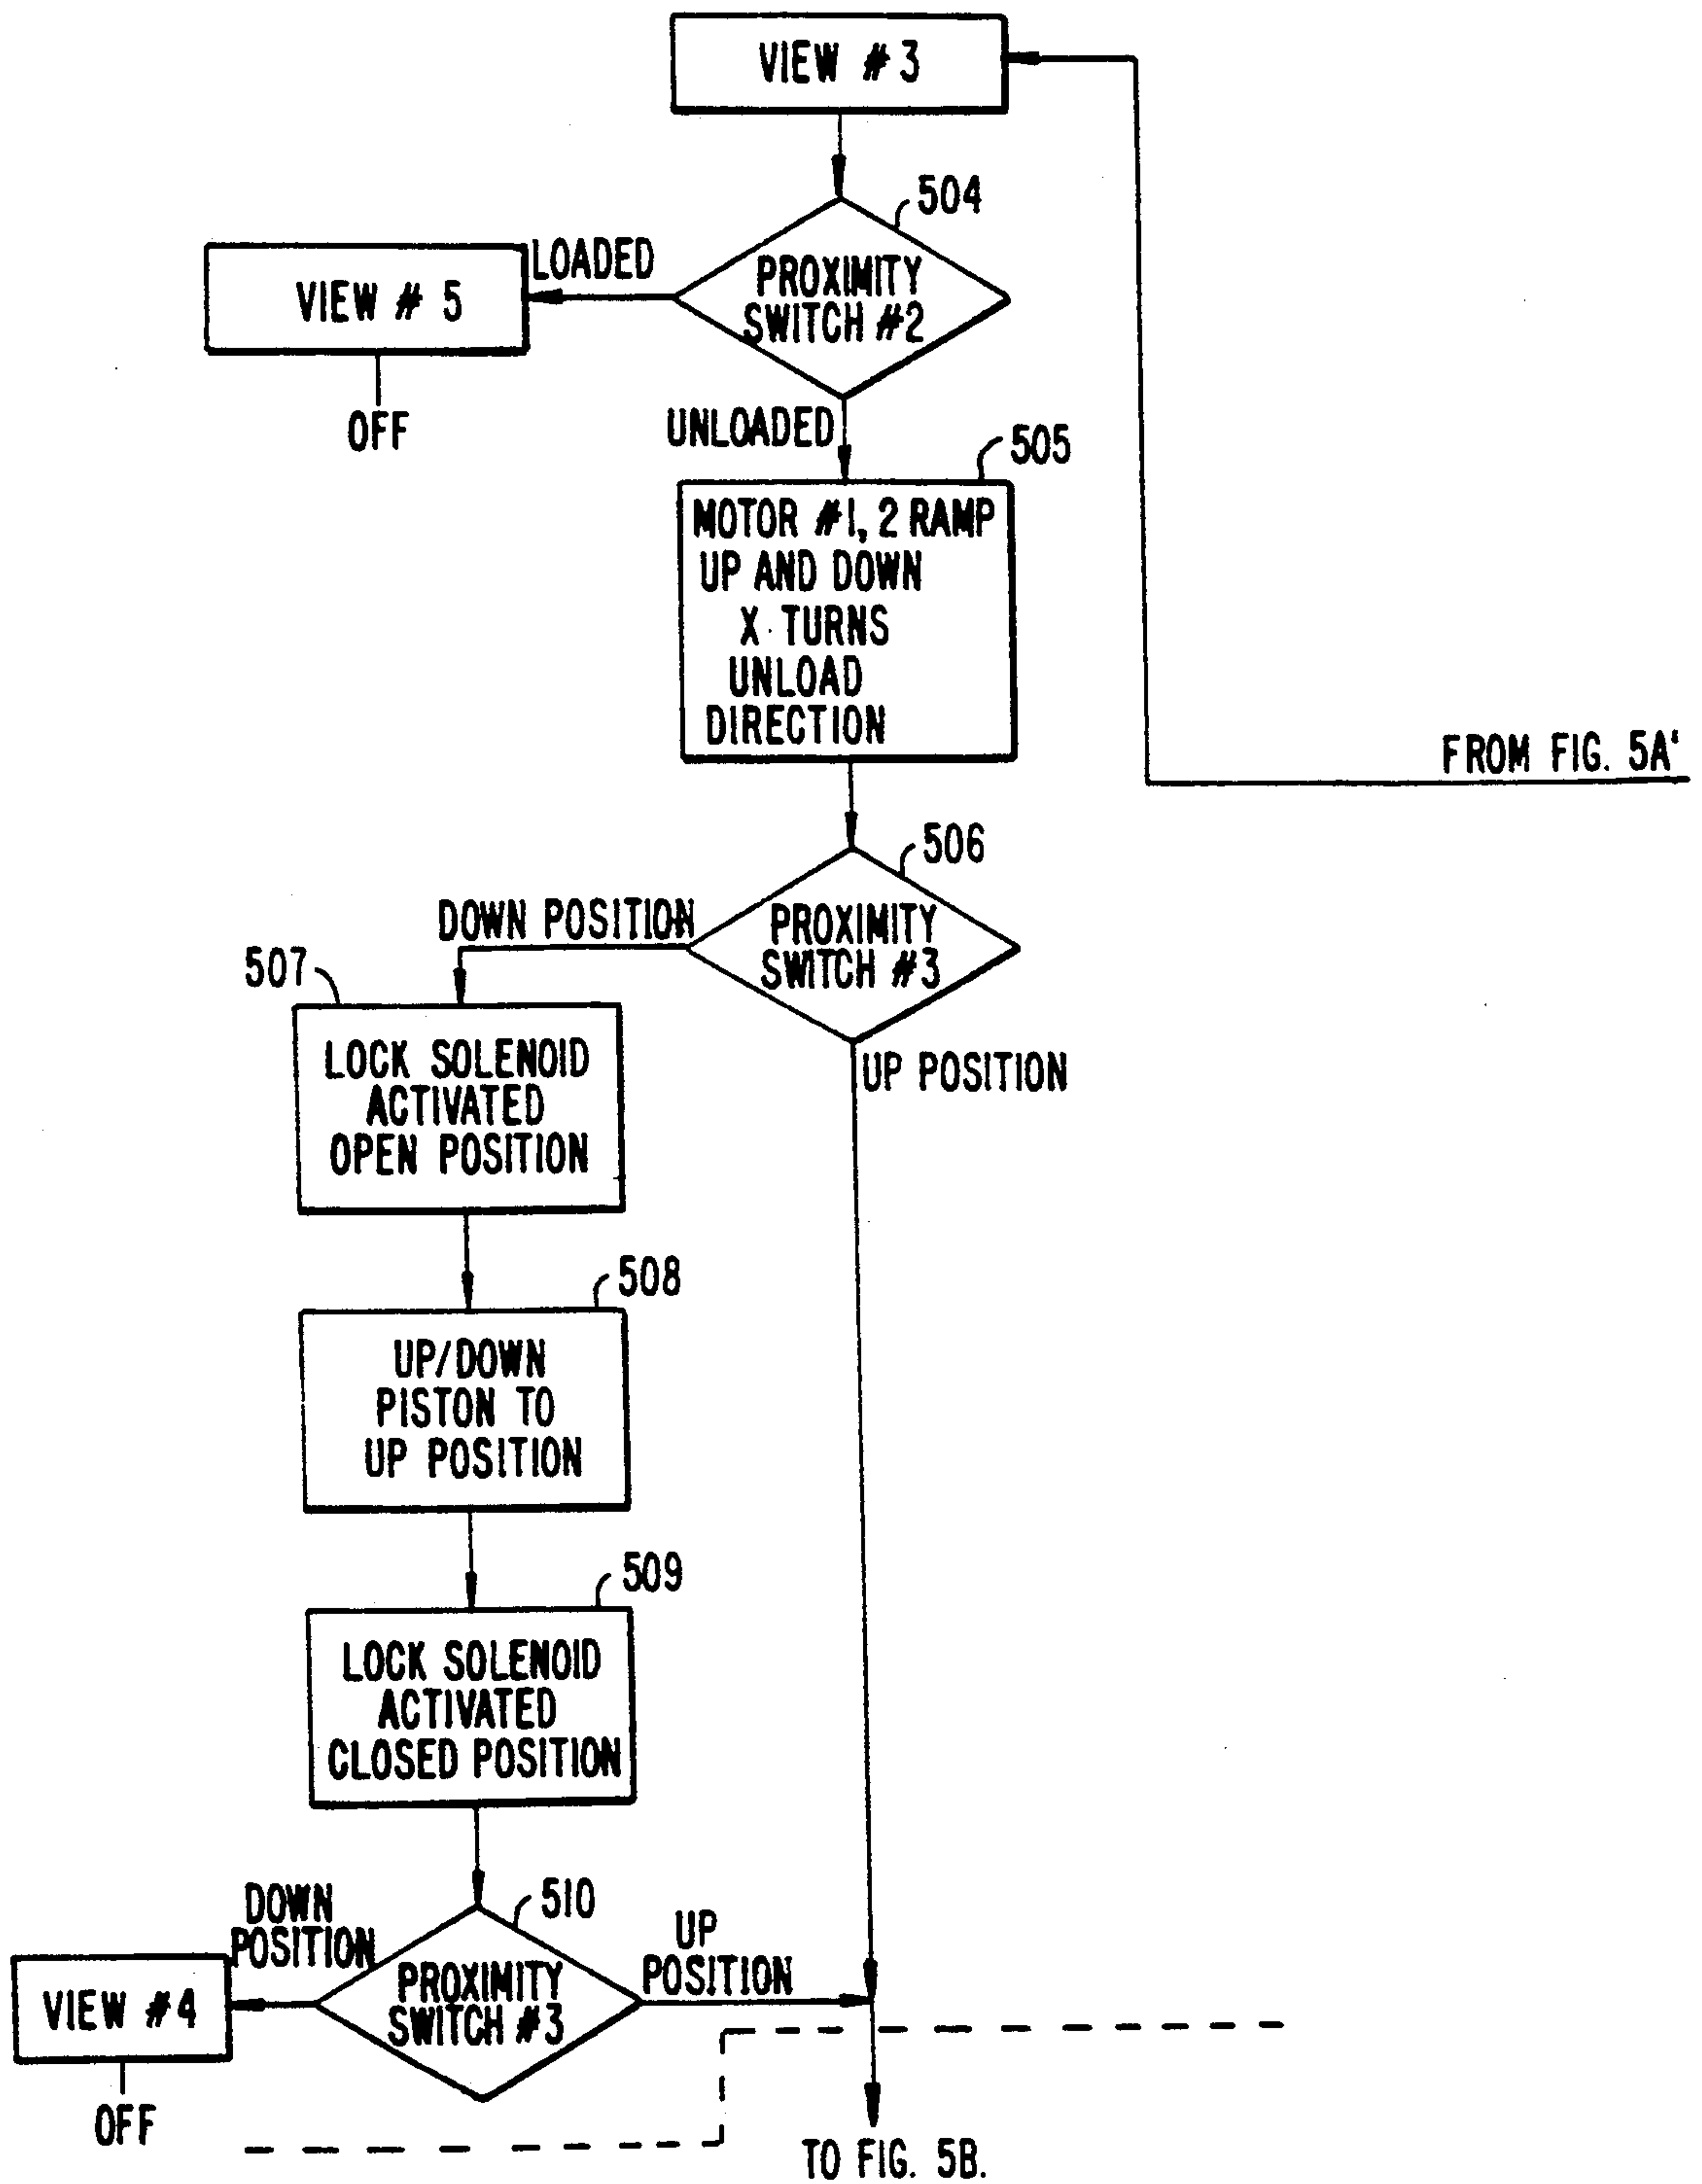 VIEW # 3
504
LOADED
PROXIMITY
SWITCH #2
VIEW # 5
OFF
UNLOADED
505
MOTOR #1, 2 RAMP
UP AND DOWN
X TURNS
UNLOAD
DIRECTION
FROM FIG. 5A'
506
DOWN POSITION
PROXIMITY
SWITCH #3
507
UP POSITION
LOCK SOLENOID
ACTIVATED
OPEN POSITION
508
UP/DOWN
PISTON TO
UP POSITION
509
LOCK SOLENOID
ACTIVATED
CLOSED POSITION
510
DOWN
POSITION
UP
POSITION
PROXIMITY
SWITCH #3
VIEW #4
OFF
TO FIG. 5B.